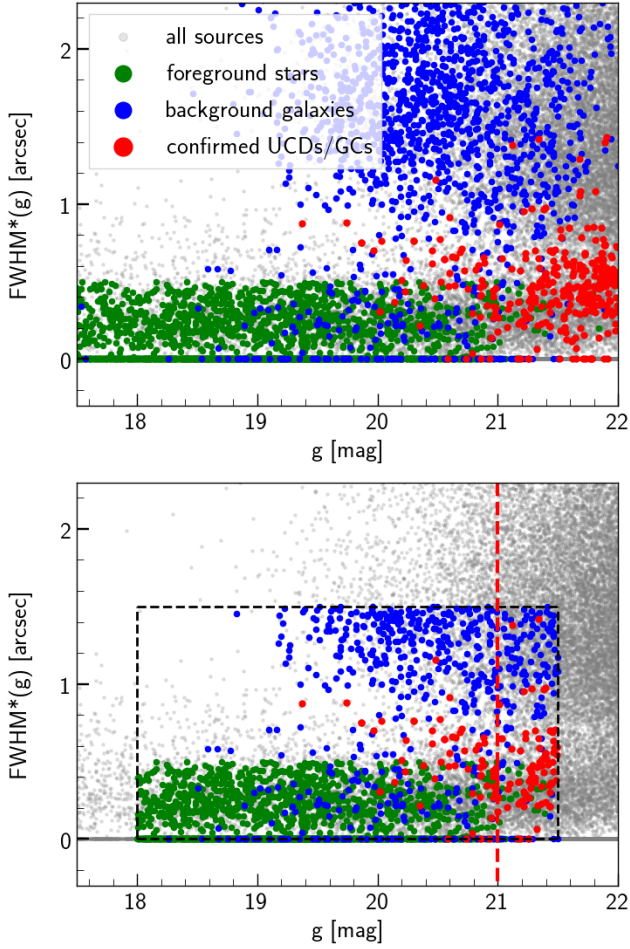 all sources
foreground stars
background galaxies
confirmed UCDs/GCs
FWHM*(g) [arcsec]
2
1
0
18 19 20 21 22
g [mag]
FWHM*(g) [arcsec]
2
1
0
18 19 20 21 22
g [mag]